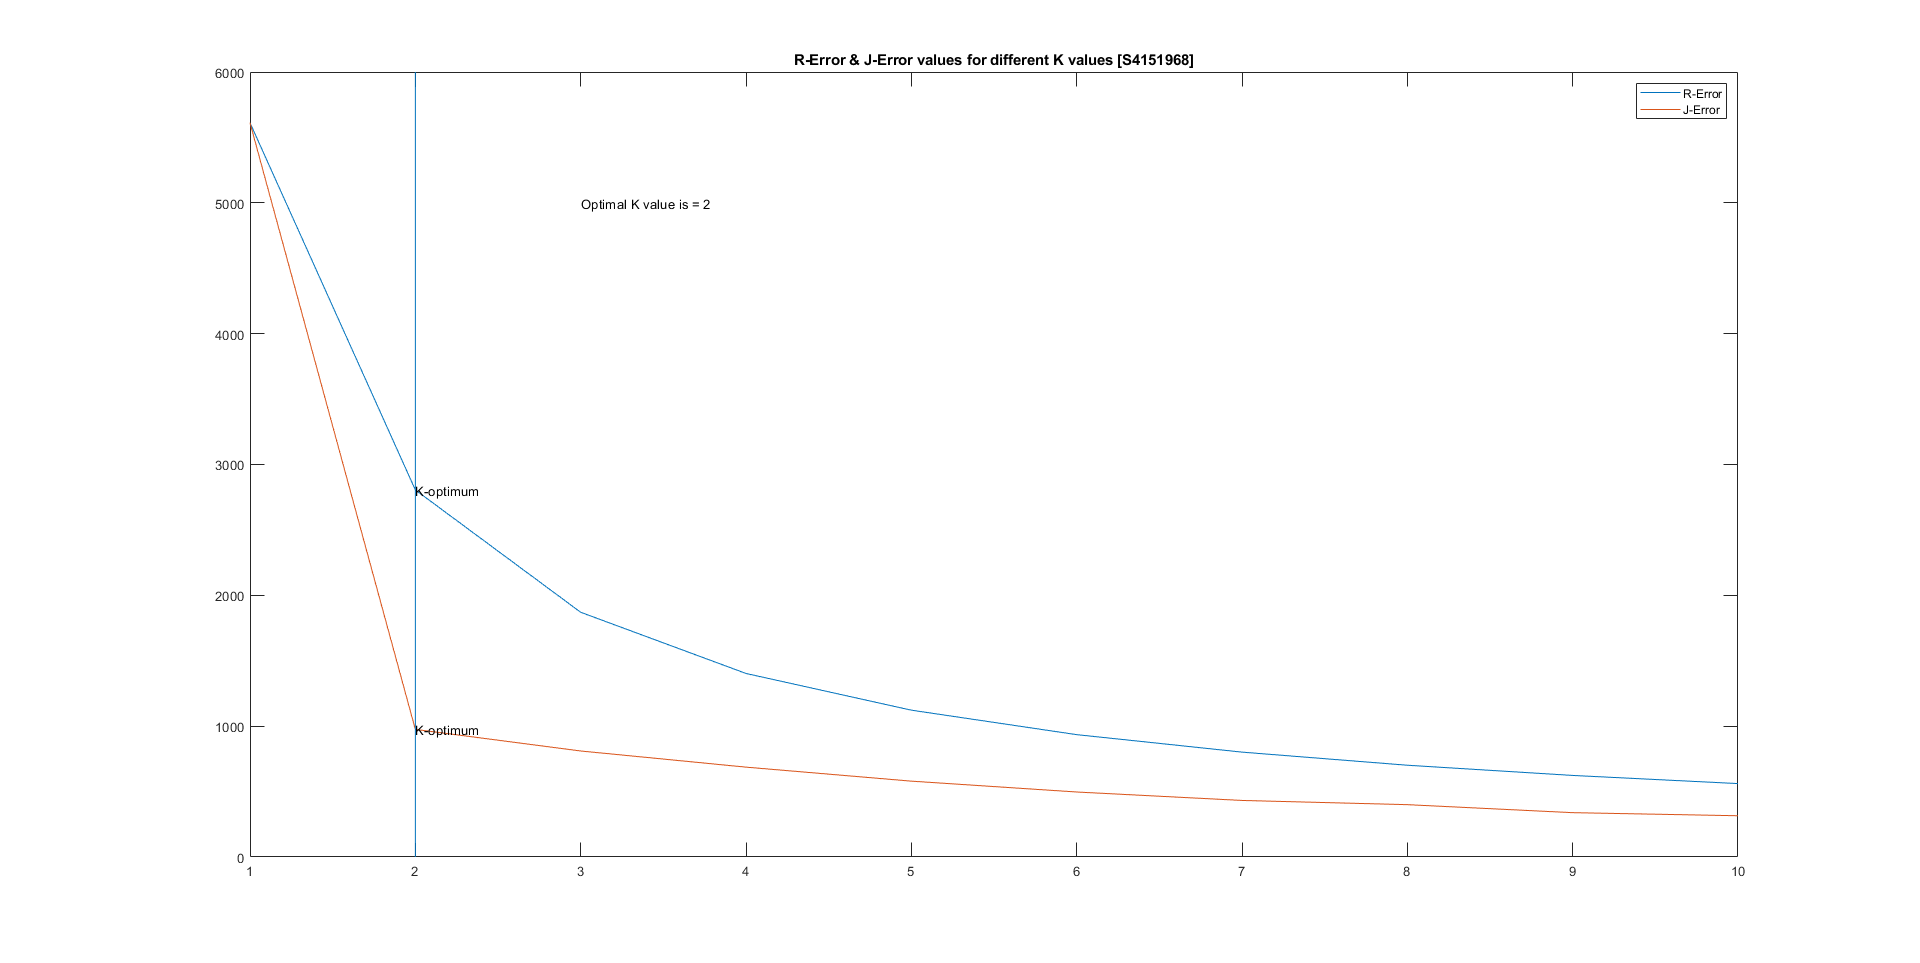 R-Error & J-Error values for different K values [S4151968]
6000
R-Error
J-Error
5000
Optimal K value is = 2
4000
3000
K-optimum
2000
1000
K-optimum
0
1 2 3 4 5 6 7 8 9 10